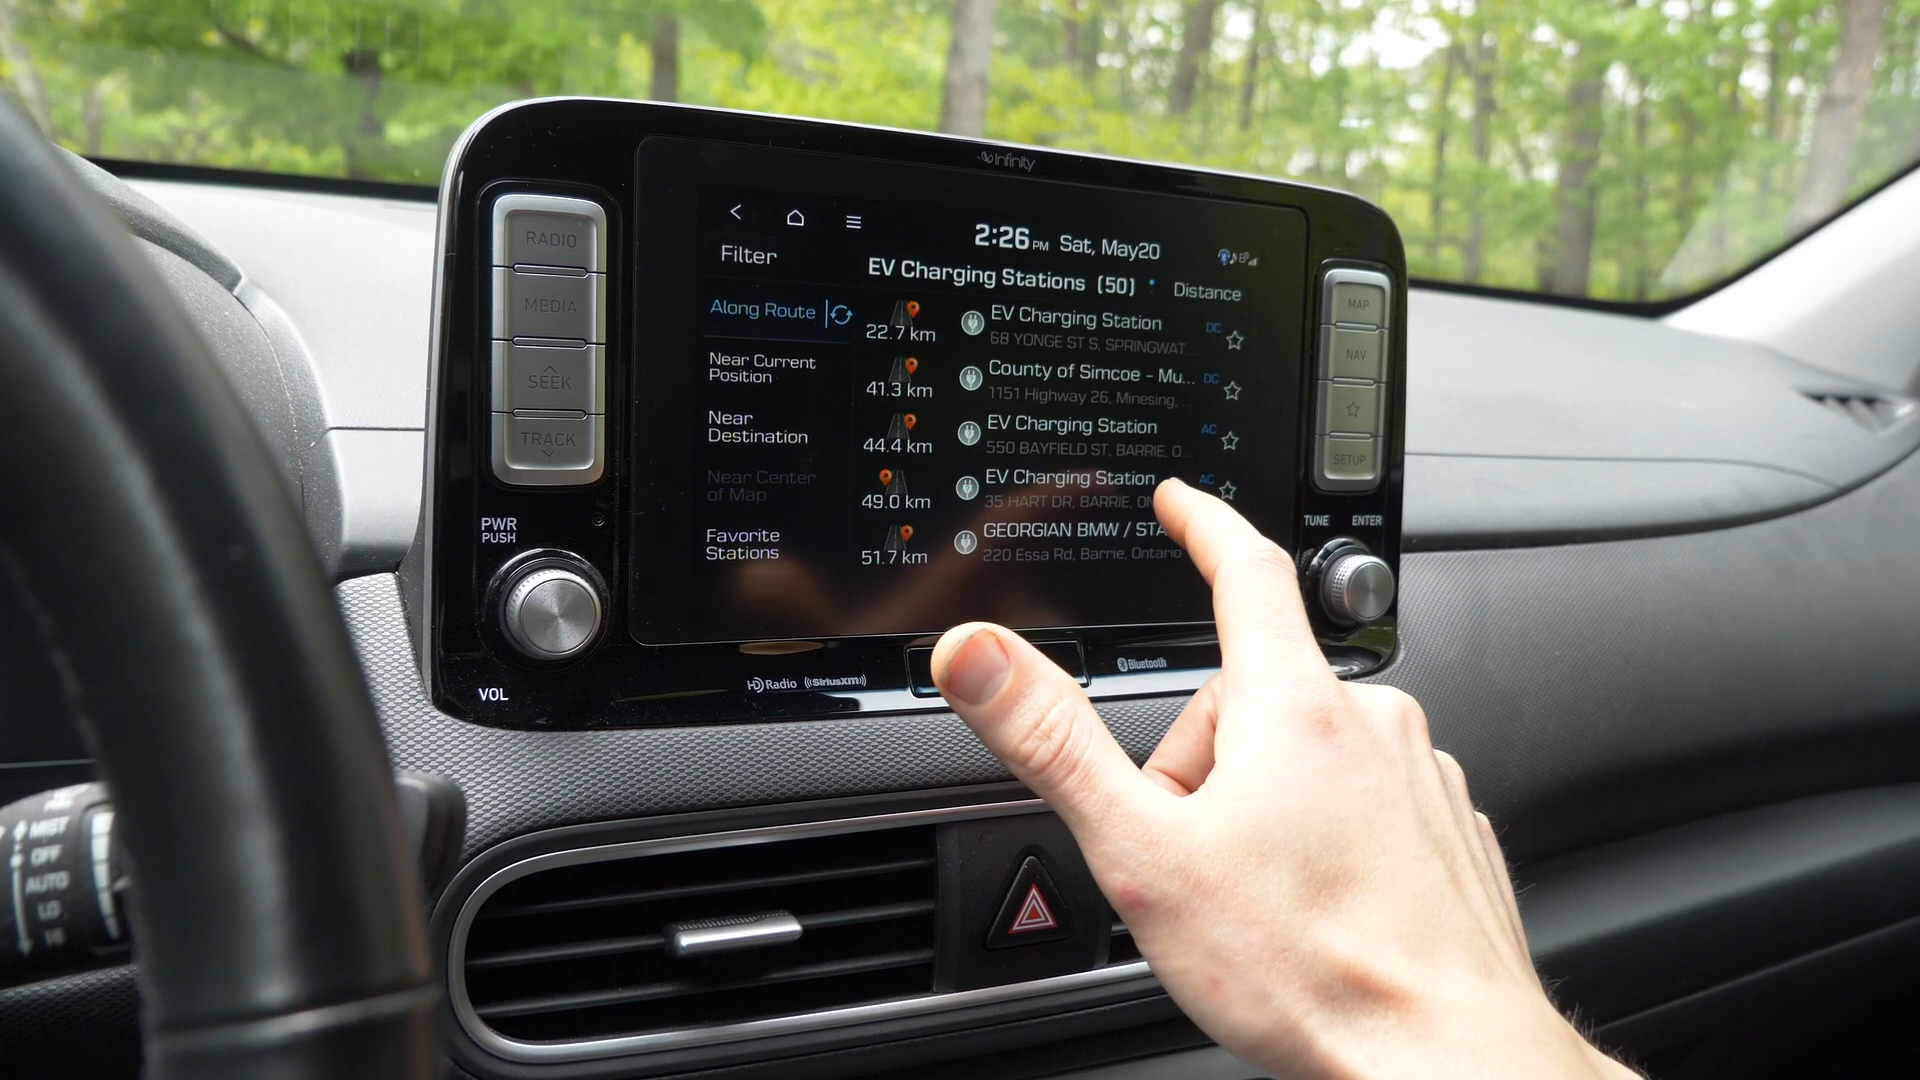 infinity
RADIO
MEDIA
SEEK
TRACK
PWR
PUSH
VOL
2:26 PM Sat, May20
Filter
EV Charging Stations (50)
Distance
Along Route
Near Current
Position
Near
Destination
Near Center
of Map
Favorite
Stations
22.7 km
EV Charging Station
DC
68 YONGE ST S, SPRINGWAT...
41.3 km
County of Simcoe - Mu...
DC
1151 Highway 26, Minesing, ...
44.4 km
EV Charging Station
AC
550 BAYFIELD ST, BARRIE, O...
49.0 km
EV Charging Station
AC
35 HART DR, BARRIE, ON
51.7 km
GEORGIAN BMW / STA
220 Essa Rd, Barrie, Ontario
MAP
NAV
SETUP
TUNE ENTER
HD Radio
((SiriusXM))
Bluetooth
MIST
OFF
AUTO
LO
HI